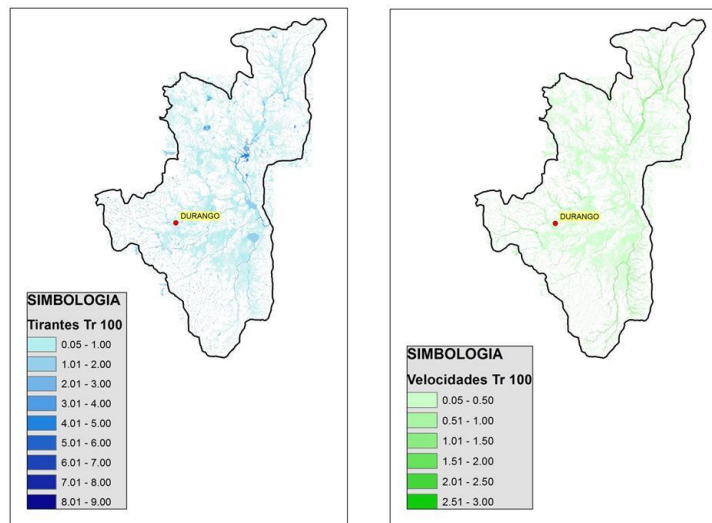 DURANGO
SIMBOLOGIA
Tirantes Tr 100
0.05 - 1.00
1.01 - 2.00
2.01 - 3.00
3.01 - 4.00
4.01 - 5.00
5.01 - 6.00
6.01 - 7.00
7.01 - 8.00
8.01 - 9.00
DURANGO
SIMBOLOGIA
Velocidades Tr 100
0.05 - 0.50
0.51 - 1.00
1.01 - 1.50
1.51 - 2.00
2.01 - 2.50
2.51 - 3.00